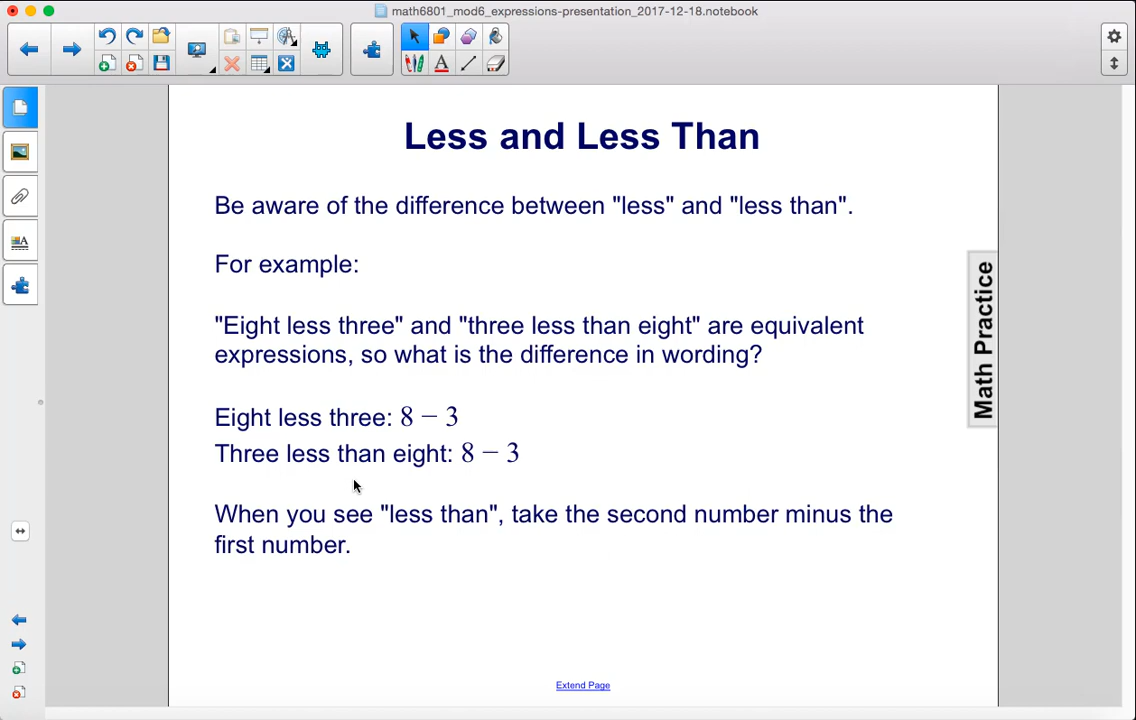 math6801_mod6_expressions-presentation_2017-12-18.notebook
Less and Less Than
Be aware of the difference between "less" and "less than".
For example:
"Eight less three" and "three less than eight" are equivalent
expressions, so what is the difference in wording?
Eight less three: 8 − 3
Three less than eight: 8 − 3
When you see "less than", take the second number minus the
first number.
Math Practice
Extend Page